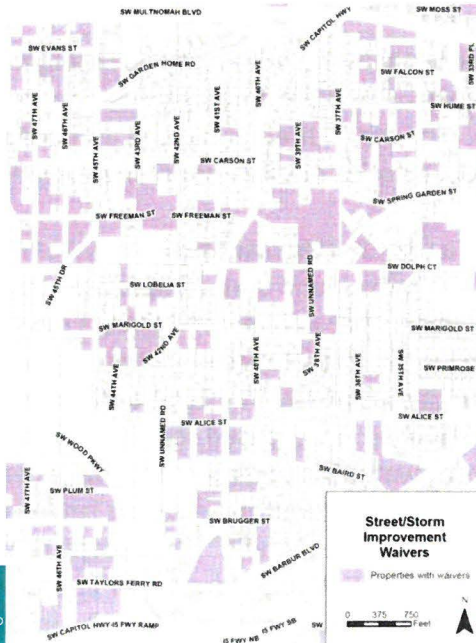 SW MULTNOMAH BLVD
SW MOSS ST
SW CAPITOL HWY
SW EVANS ST
SW GARDEN HOME RD
SW 33RD PL
SW FALCON ST
SW 47TH AVE
SW 46TH AVE
SW 45TH AVE
SW 43RD AVE
SW 42ND AVE
SW 41ST AVE
SW 40TH AVE
SW 39TH AVE
SW 37TH AVE
SW HUME ST
SW CARSON ST
SW CARSON ST
SW SPRING GARDEN ST
SW FREEMAN ST
SW FREEMAN ST
SW 45TH DR
SW UNNAMED RD
SW DOLPH CT
SW LOBELIA ST
SW MARIGOLD ST
SW MARIGOLD ST
SW 42ND AVE
SW 44TH AVE
SW 40TH AVE
SW 38TH AVE
SW 36TH AVE
SW 35TH AVE
SW PRIMROSE
SW UNNAMED RD
SW ALICE ST
SW ALICE ST
SW WOOD PKWY
SW BAIRD ST
SW 47TH AVE
SW PLUM ST
SW BRUGGER ST
SW 46TH AVE
SW TAYLORS FERRY RD
SW BARBUR BLVD
SW CAPITOL HWY-I5 FWY RAMP
I5 FWY NB
I5 FWY SB
SW
Street/Storm
Improvement
Waivers
Properties with waivers
0 375 750
Feet
N